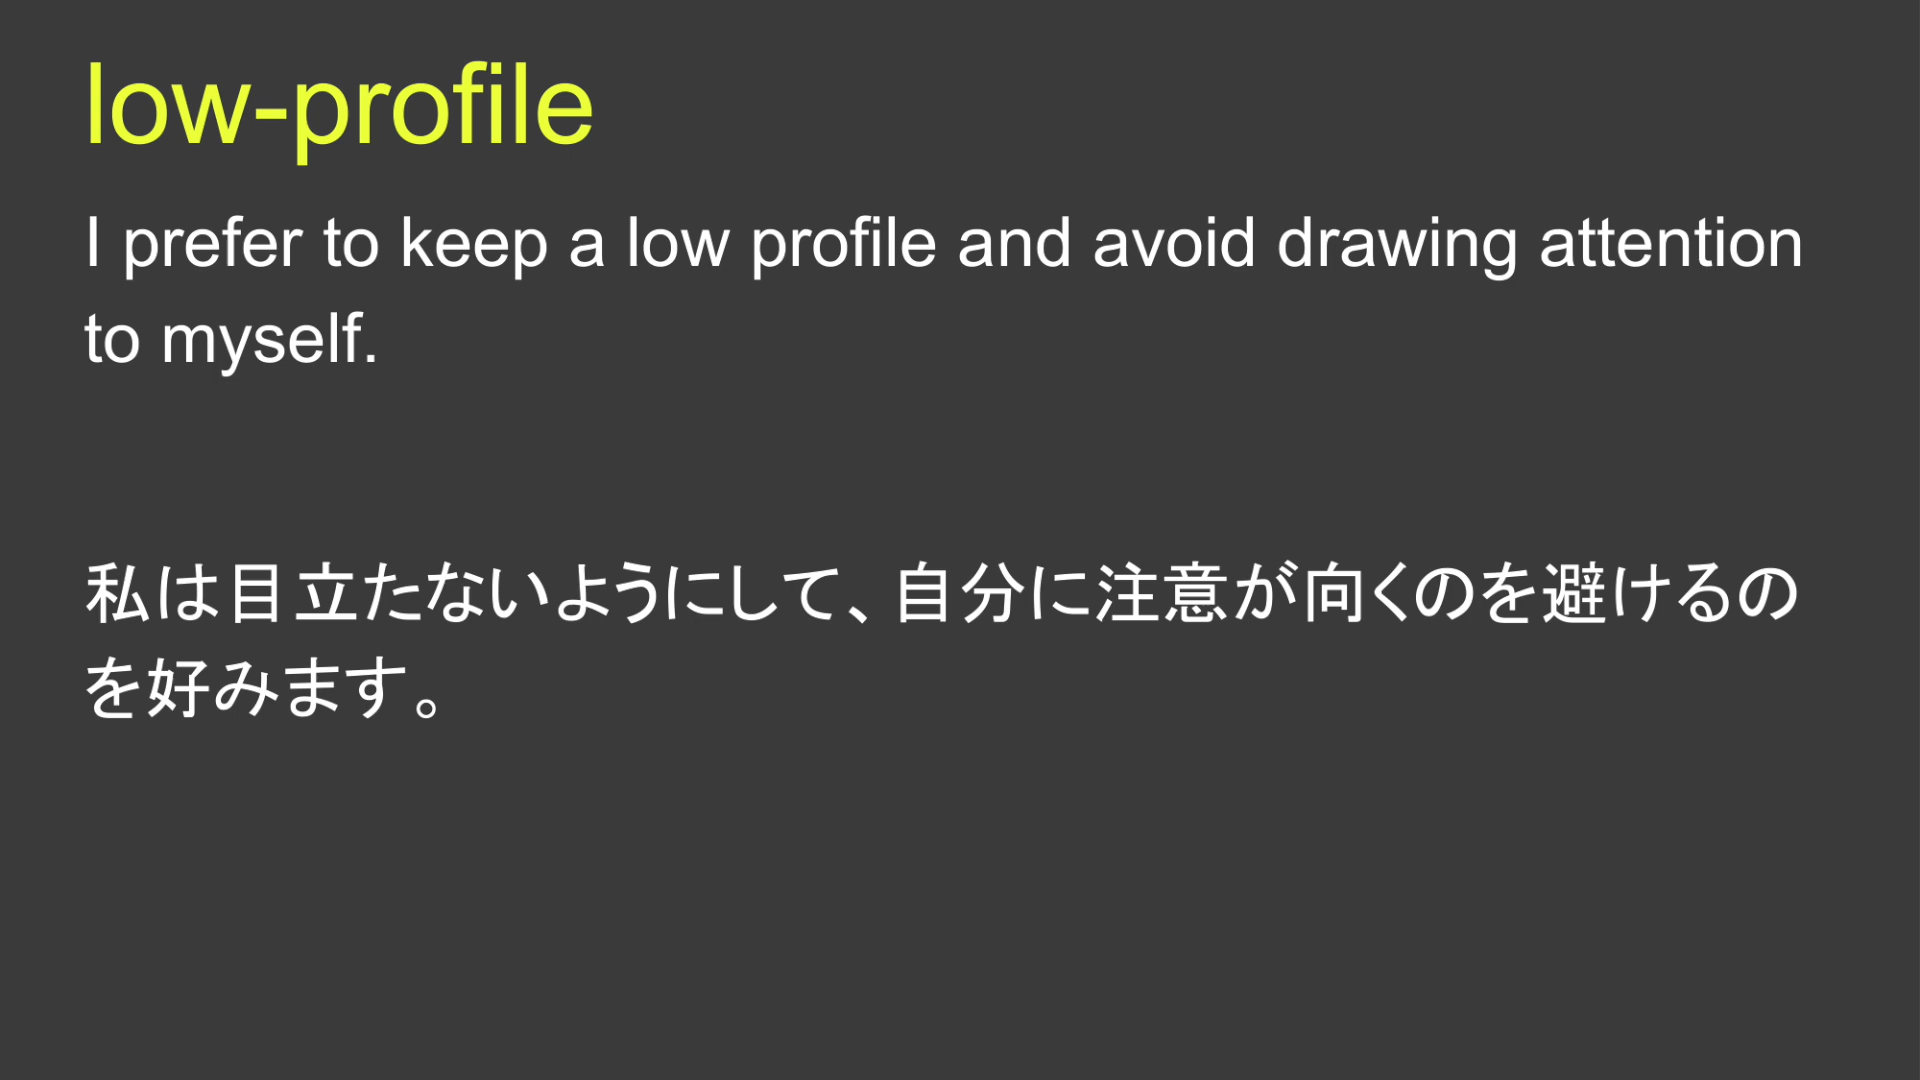 low-profile
I prefer to keep a low profile and avoid drawing attention
to myself.
私は目立たないようにして、自分に注意が向くのを避けるの
を好みます。